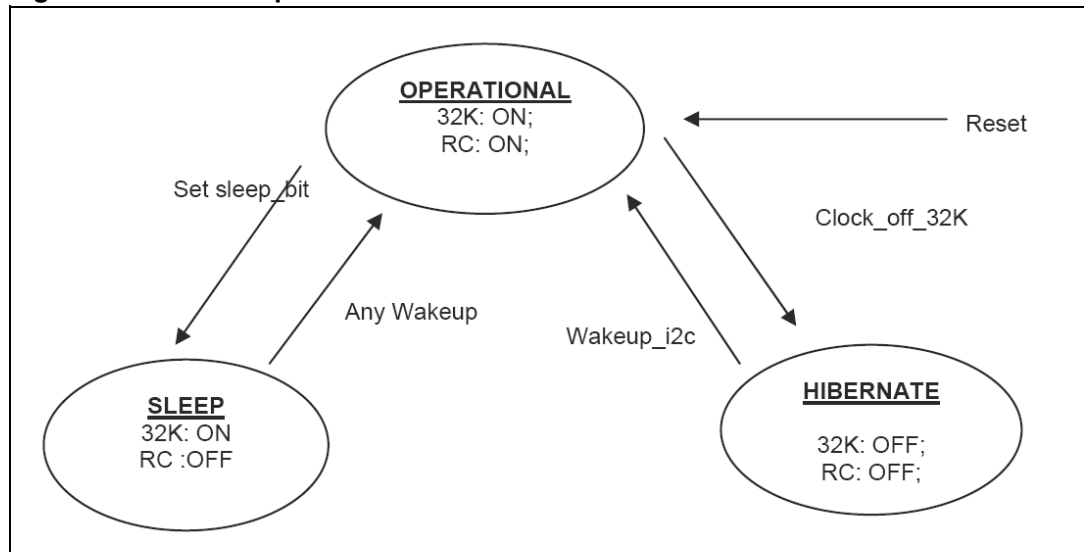 OPERATIONAL
32K: ON;
RC: ON;
Reset
Set sleep_bit
Clock_off_32K
Any Wakeup
Wakeup_i2c
SLEEP
32K: ON
RC :OFF
HIBERNATE
32K: OFF;
RC: OFF;